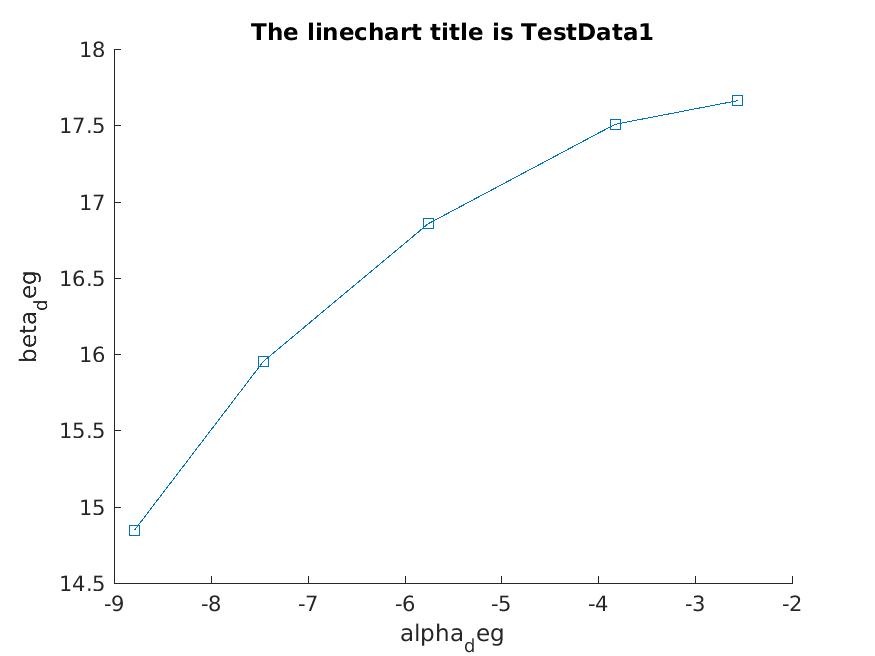 The linechart title is TestData1
18
17.5
17
16.5
16
15.5
15
14.5
beta_deg
-9 -8 -7 -6 -5 -4 -3 -2
alpha_deg